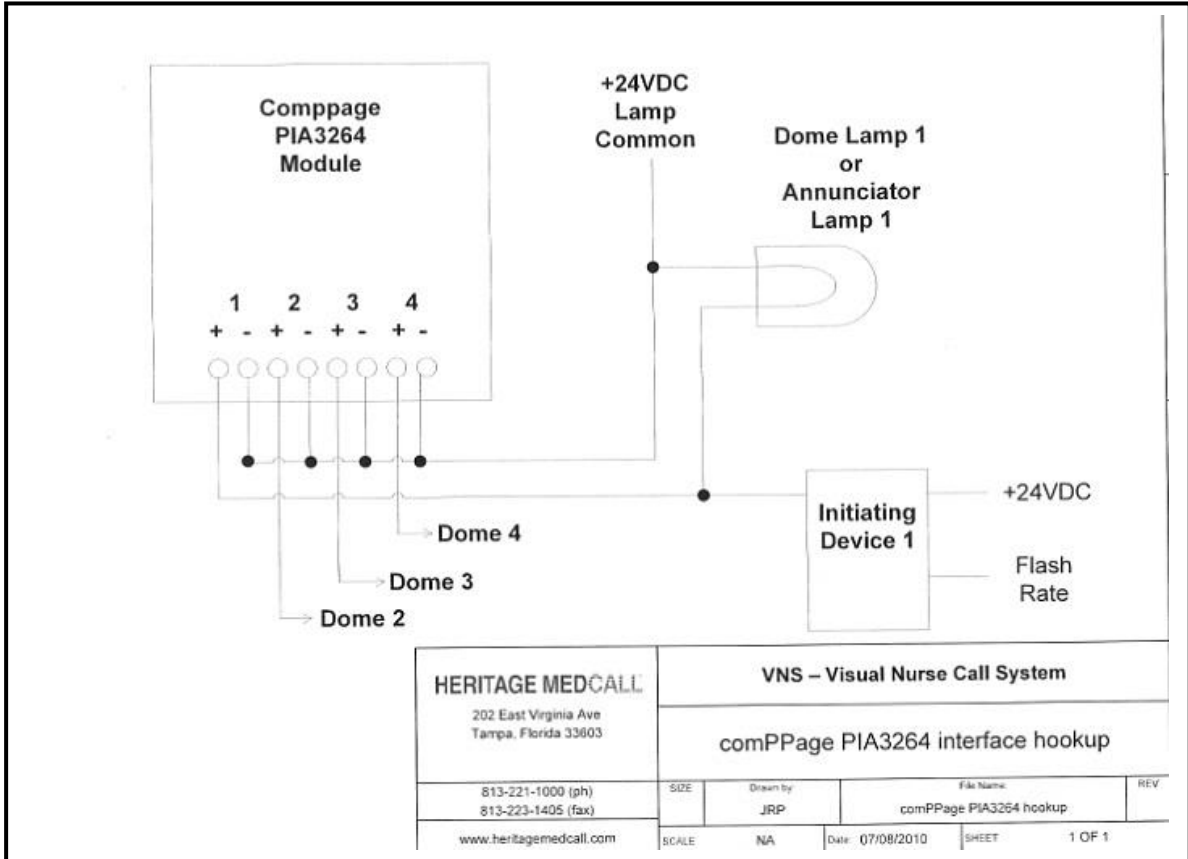 Comppage
PIA3264
Module
+24VDC
Lamp
Common
Dome Lamp 1
or
Annunciator
Lamp 1
1 2 3 4
+ - + - + - + -
Initiating
Device 1
+24VDC
Flash
Rate
Dome 4
Dome 3
Dome 2
HERITAGE MEDCALL
202 East Virginia Ave
Tampa, Florida 33603
813-221-1000 (ph)
813-223-1405 (fax)
www.heritagemedcall.com
VNS – Visual Nurse Call System
comPPage PIA3264 interface hookup
SIZE
Drawn by
JRP
File Name
comPPage PIA3264 hookup
REV
SCALE
NA
Date: 07/08/2010
SHEET
1 OF 1